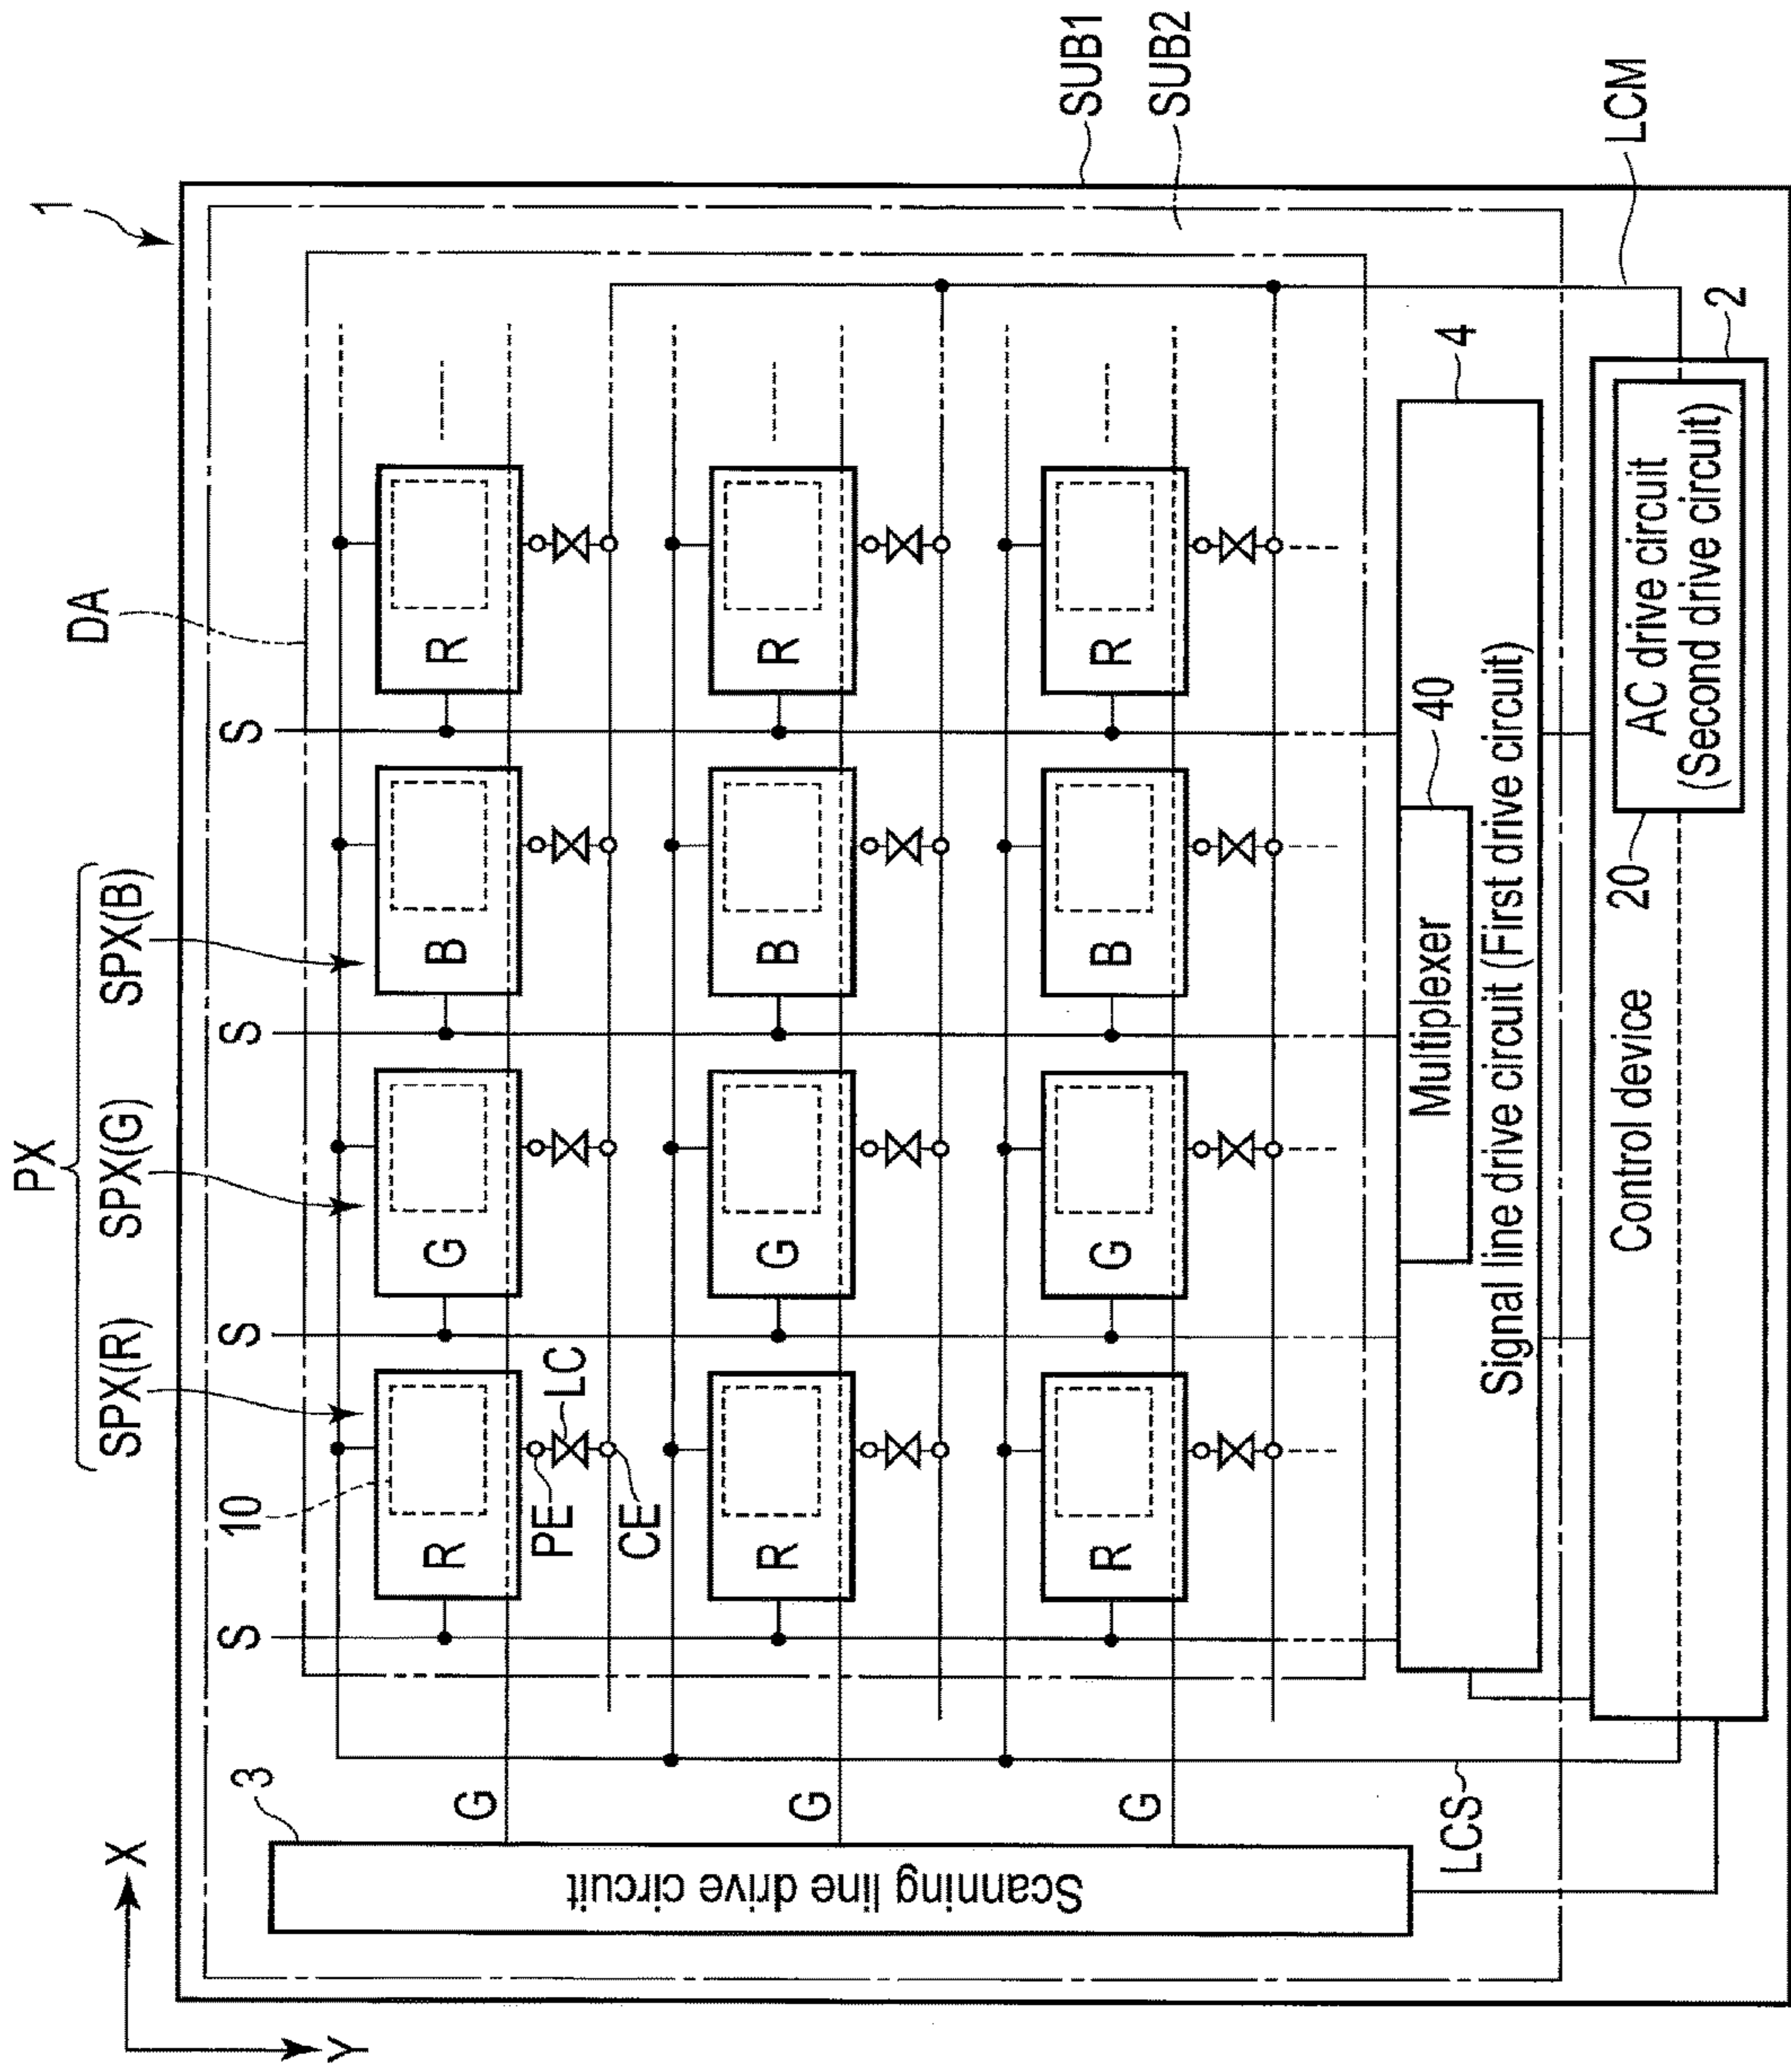 PX
SPX(R) SPX(G) SPX(B)
DA
1
X
Y
3
10
S S S S
R G B R
PE
LC
CE
G
R G B R
G
R G B R
G
Scanning line drive circuit
SUB1
SUB2
LCM
LCS
Multiplexer
40
4
Signal line drive circuit (First drive circuit)
Control device
20
2
AC drive circuit
(Second drive circuit)